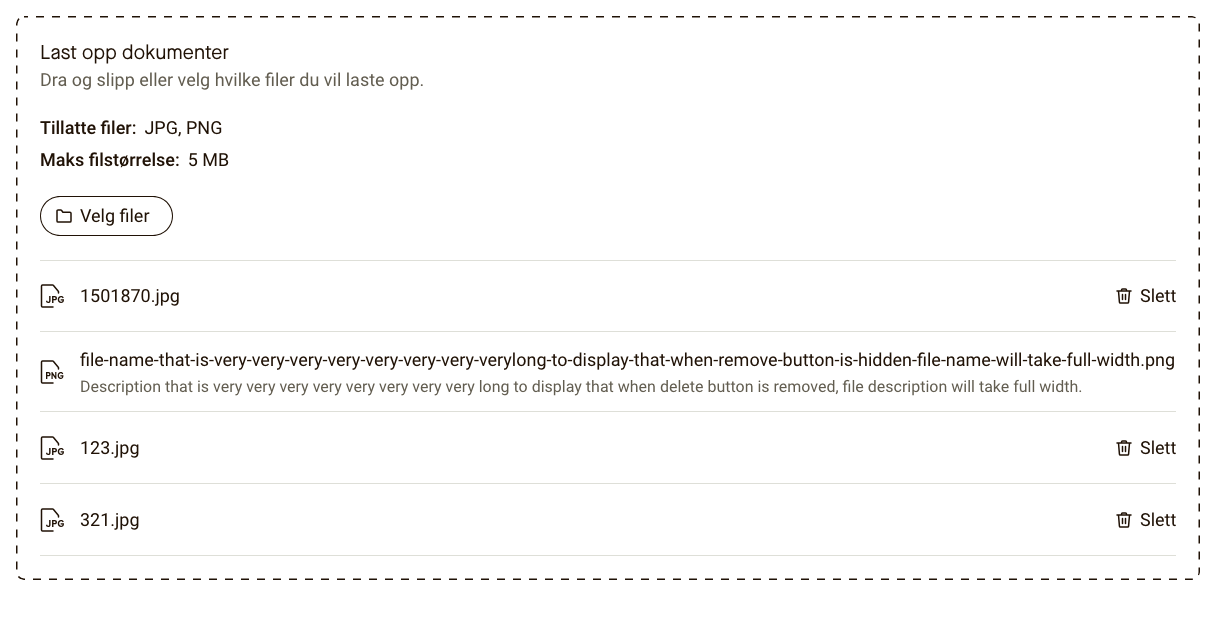 Last opp dokumenter
Dra og slipp eller velg hvilke filer du vil laste opp.
Tillatte filer: JPG, PNG
Maks filstørrelse: 5 MB
Velg filer
JPG 1501870.jpg Slett
PNG file-name-that-is-very-very-very-very-very-very-very-verylong-to-display-that-when-remove-button-is-hidden-file-name-will-take-full-width.png
Description that is very very very very very very very very long to display that when delete button is removed, file description will take full width.
JPG 123.jpg Slett
JPG 321.jpg Slett